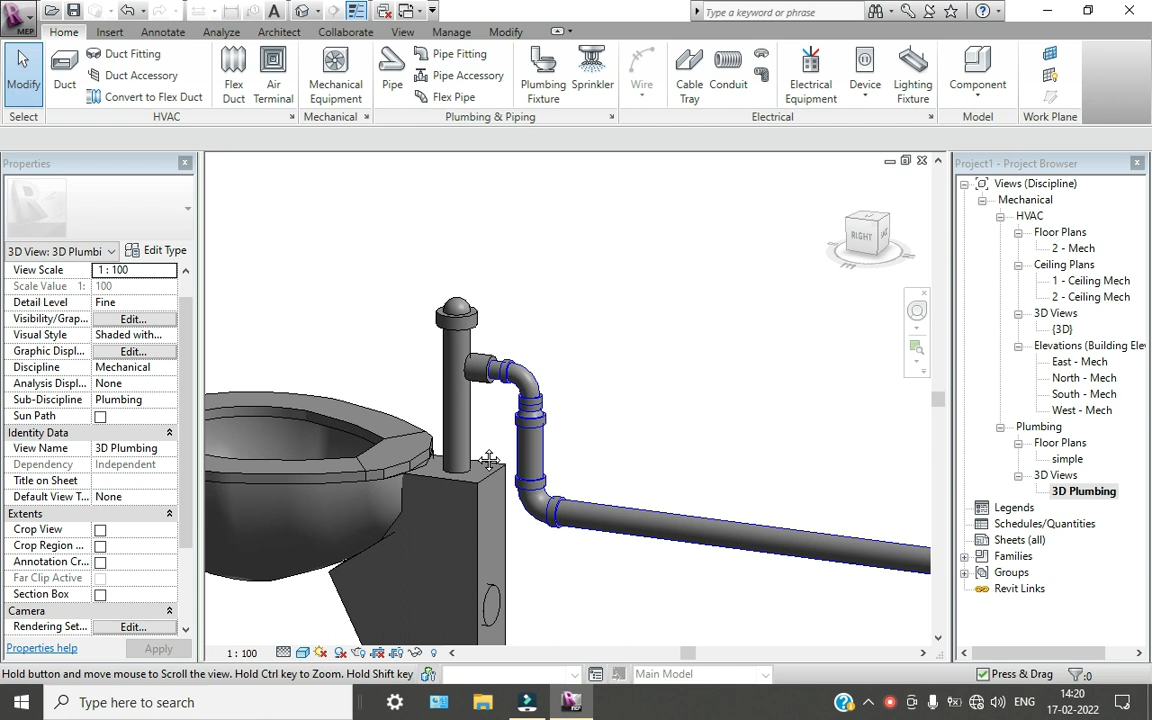 Type a keyword or phrase
Home Insert Annotate Analyze Architect Collaborate View Manage Modify
MEP
Modify
Duct
Duct Fitting
Duct Accessory
Convert to Flex Duct
Flex Duct
Air Terminal
Mechanical Equipment
Pipe
Pipe Fitting
Pipe Accessory
Flex Pipe
Plumbing Fixture
Sprinkler
Wire
Cable Tray
Conduit
Electrical Equipment
Device
Lighting Fixture
Component
Select HVAC Mechanical Plumbing & Piping Electrical Model Work Plane
Properties
3D View: 3D Plumbi Edit Type
View Scale 1 : 100
Scale Value 1: 100
Detail Level Fine
Visibility/Grap... Edit...
Visual Style Shaded with...
Graphic Displ... Edit...
Discipline Mechanical
Analysis Displ... None
Sub-Discipline Plumbing
Sun Path
Identity Data
View Name 3D Plumbing
Dependency Independent
Title on Sheet
Default View T... None
Extents
Crop View
Crop Region ...
Annotation Cr...
Far Clip Active
Section Box
Camera
Rendering Set... Edit...
Properties help Apply
RIGHT
1 : 100
Project1 - Project Browser
Views (Discipline)
Mechanical
HVAC
Floor Plans
2 - Mech
Ceiling Plans
1 - Ceiling Mech
2 - Ceiling Mech
3D Views
{3D}
Elevations (Building Ele
East - Mech
North - Mech
South - Mech
West - Mech
Plumbing
Floor Plans
simple
3D Views
3D Plumbing
Legends
Schedules/Quantities
Sheets (all)
Families
Groups
Revit Links
Hold button and move mouse to Scroll the view. Hold Ctrl key to Zoom. Hold Shift key
Main Model
Press & Drag
:0
Type here to search
ENG
14:20
17-02-2022